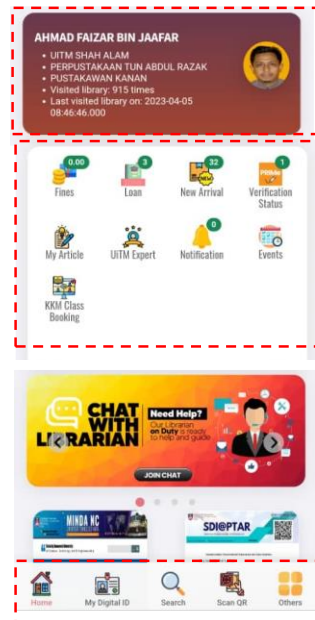 AHMAD FAIZAR BIN JAAFAR
• UITM SHAH ALAM
• PERPUSTAKAAN TUN ABDUL RAZAK
• PUSTAKAWAN KANAN
• Visited library: 915 times
• Last visited library on: 2023-04-05
08:46:46.000
0.00
3
32
1
Fines
Loan
New Arrival
Verification
Status
0
My Article
UiTM Expert
Notification
Events
KKM Class
Booking
CHAT
WITH
LIBRARIAN
Need Help?
Our Librarian
on Duty is ready
to help and guide
JOIN CHAT
MINDA NC
SDI@PTAR
Home
My Digital ID
Search
Scan QR
Others